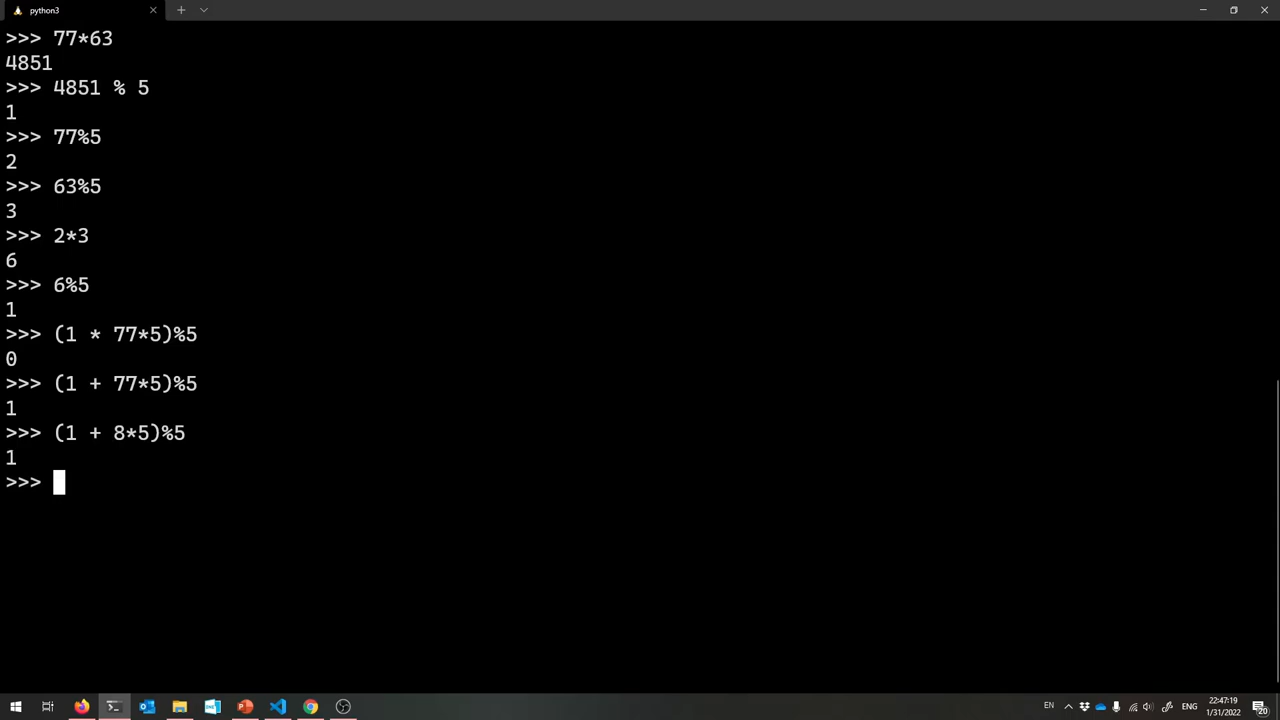 python3
>>> 77*63
4851
>>> 4851 % 5
1
>>> 77%5
2
>>> 63%5
3
>>> 2*3
6
>>> 6%5
1
>>> (1 * 77*5)%5
0
>>> (1 + 77*5)%5
1
>>> (1 + 8*5)%5
1
>>>
EN
ENG
22:47:19
1/31/2022
20